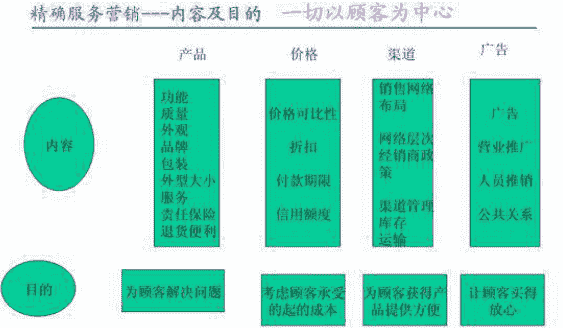 精确服务营销---内容及目的 一切以顾客为中心
产品 价格 渠道 广告
内容
功能
质量
外观
品牌
包装
外型大小
服务
责任保险
退货便利
价格可比性
折扣
付款期限
信用额度
销售网络
布局
网络层次
经销商政
策
渠道管理
库存
运输
广告
营业推广
人员推销
公共关系
目的
为顾客解决问题
考虑顾客承受
的起的成本
为顾客获得产
品提供方便
让顾客买得
放心